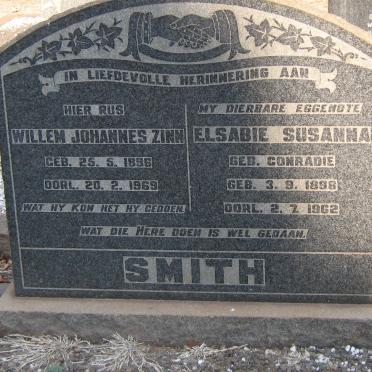 IN LIEFDEVOLLE HERINNERING AAN
HIER RUS
WILLEM JOHANNES ZINN
GEB. 25. 5. 1896
OORL. 20. 2. 1969
WAT HY KON HET HY GEDOEN.
MY DIERBARE EGGENOTE
ELSABIE SUSANNA
GEB. CONRADIE
GEB. 3. 9. 1898
OORL. 2. 7. 1962
WAT DIE HERE DOEN IS WEL GEDAAN.
SMITH